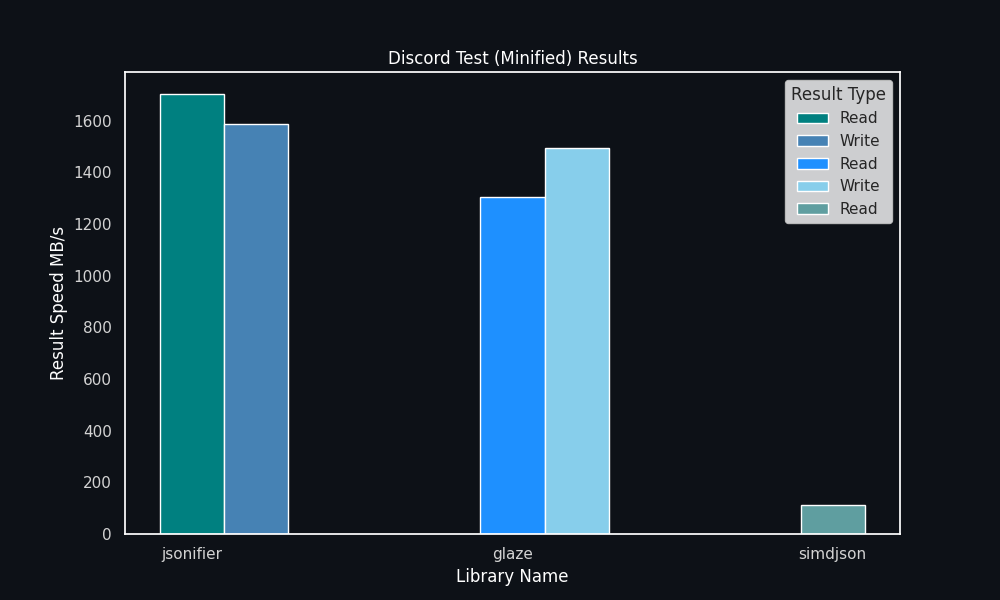 Discord Test (Minified) Results
Result Type
Read
Write
Read
Write
Read
Result Speed MB/s
1600
1400
1200
1000
800
600
400
200
0
jsonifier
glaze
simdjson
Library Name